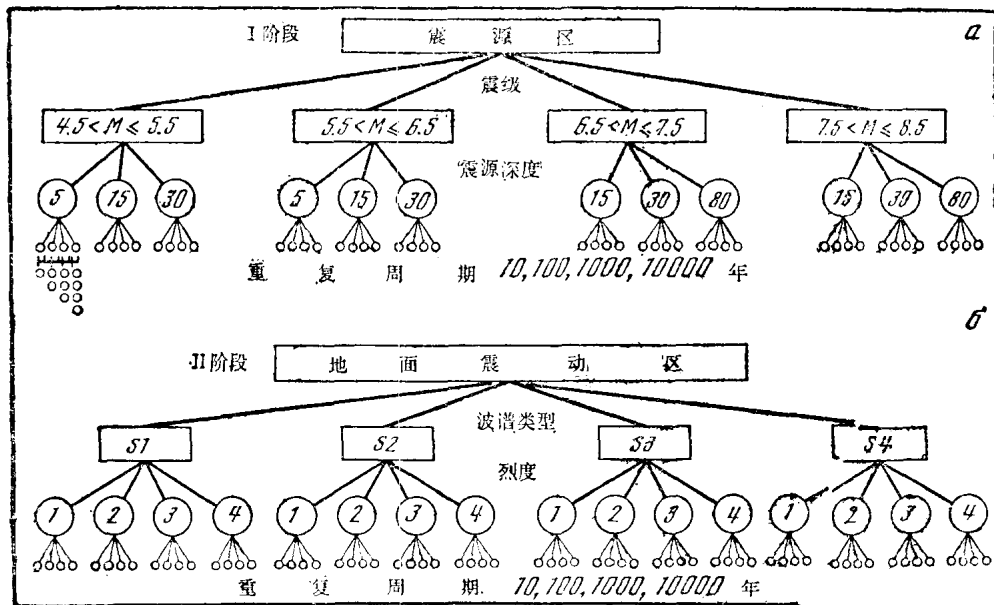 I 阶段 震源区 а
震级
4.5 < M ≤ 5.5 5.5 < M ≤ 6.5 6.5 < M ≤ 7.5 7.5 < M ≤ 8.5
震源深度
5 15 30 5 15 30 15 30 80 15 30 80
重复周期 10, 100, 1000, 10000 年
б
II 阶段 地面震动区
波谱类型
S1 S2 S3 S4
烈度
1 2 3 4 1 2 3 4 1 2 3 4 1 2 3 4
重复周期 10, 100, 1000, 10000 年